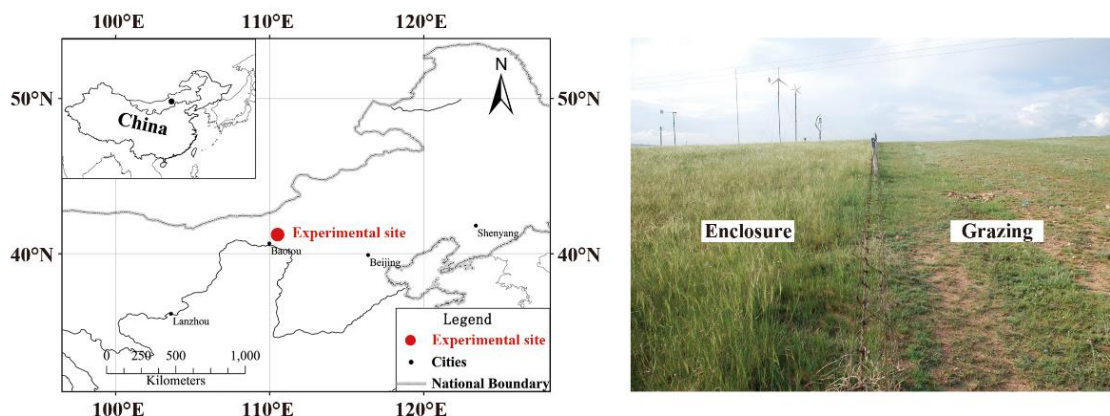 100°E 110°E 120°E
N
50°N 50°N
China
Experimental site
Baotou
Shenyang
40°N 40°N
Beijing
Lanzhou
Legend
Experimental site
Cities
National Boundary
0 250 500 1,000
Kilometers
100°E 110°E 120°E
Enclosure
Grazing